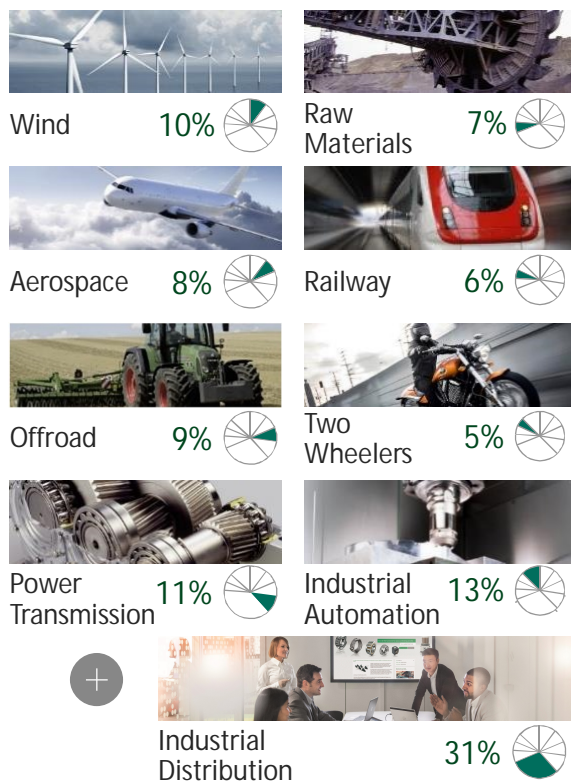 Wind 10%
Raw
Materials 7%
Aerospace 8%
Railway 6%
Offroad 9%
Two
Wheelers 5%
Power
Transmission 11%
Industrial
Automation 13%
+
Industrial
Distribution 31%